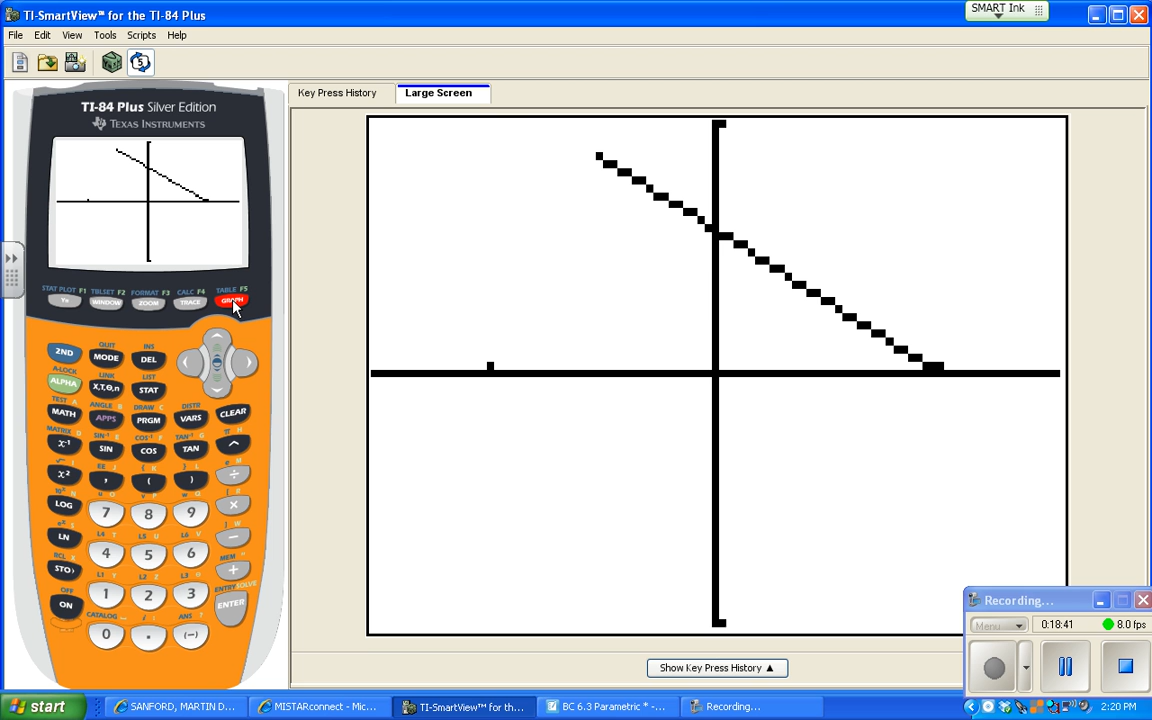 TI-SmartView™ for the TI-84 Plus
SMART Ink
File Edit View Tools Scripts Help
Key Press History
Large Screen
TI-84 Plus Silver Edition
TEXAS INSTRUMENTS
STAT PLOT F1 TBLSET F2 FORMAT F3 CALC F4 TABLE F5
Y= WINDOW ZOOM TRACE GRAPH
QUIT INS
2ND MODE DEL
A-LOCK LINK LIST
ALPHA X,T,Θ,n STAT
TEST A ANGLE B DRAW C DISTR
MATH APPS PRGM VARS CLEAR
MATRIX D SIN⁻¹ E COS⁻¹ F TAN⁻¹ G π H
x⁻¹ SIN COS TAN ^
√ I EE J { K } L e M
x² , ( ) ÷
10ˣ N u O v P w Q [ R
LOG 7 8 9 ×
eˣ S L4 T L5 U L6 V ] W
LN 4 5 6 −
RCL X L1 Y L2 Z L3 θ MEM "
STO› 1 2 3 +
OFF CATALOG i : ANS ? ENTRY SOLVE
ON 0 . (−) ENTER
Show Key Press History ▲
Recording...
Menu
0:18:41
8.0 fps
start
SANFORD, MARTIN D...
MISTARconnect - Mic...
TI-SmartView™ for th...
BC 6.3 Parametric * -...
Recording...
2:20 PM